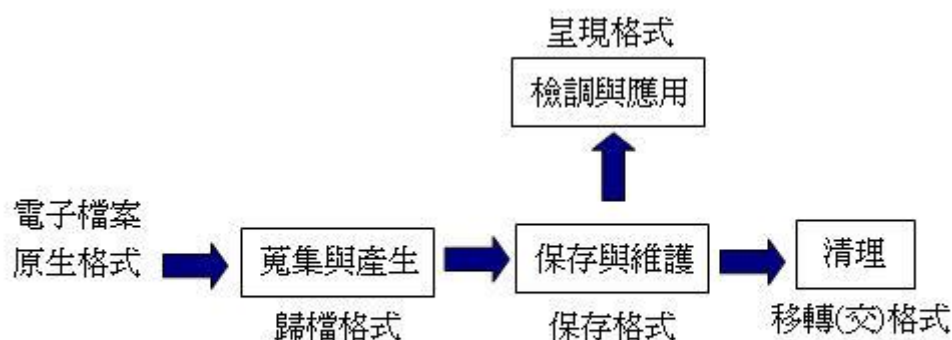 呈現格式
檢調與應用
電子檔案
原生格式
蒐集與產生
保存與維護
清理
歸檔格式
保存格式
移轉(交)格式